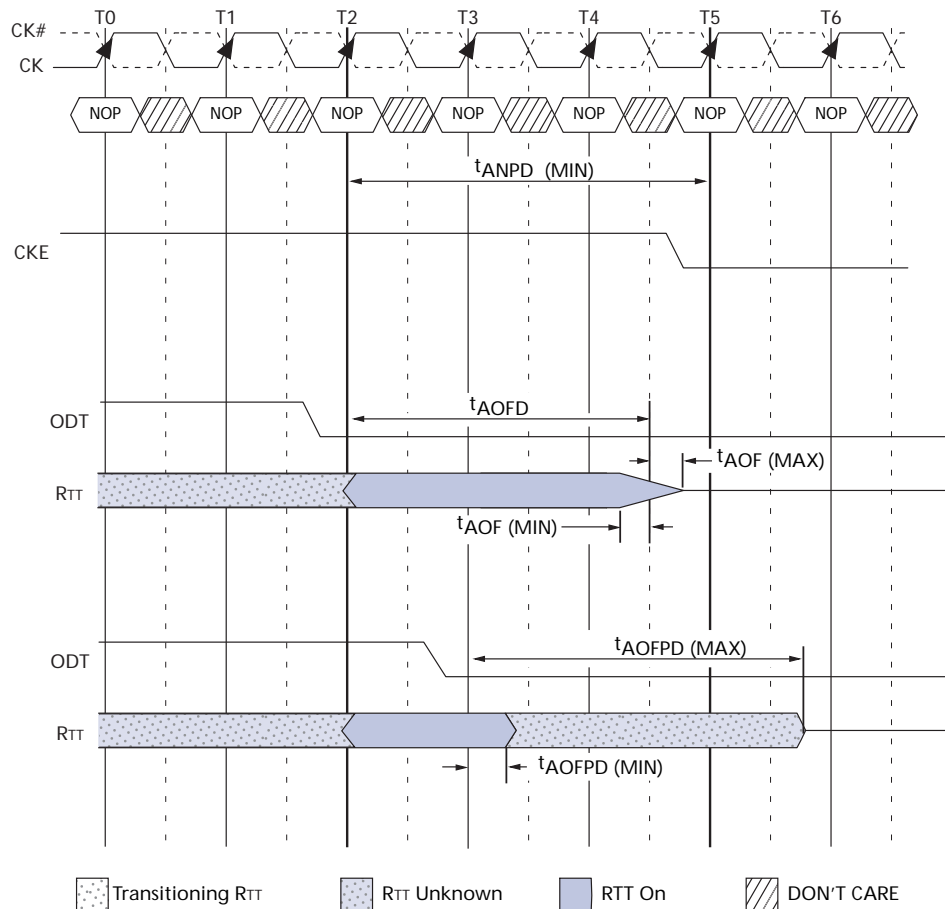 T0 T1 T2 T3 T4 T5 T6
CK#
CK
NOP NOP NOP NOP NOP NOP NOP
tANPD (MIN)
CKE
tAOFD
ODT
tAOF (MAX)
RTT
tAOF (MIN)
tAOFPD (MAX)
ODT
RTT
tAOFPD (MIN)
Transitioning RTT RTT Unknown RTT On DON'T CARE